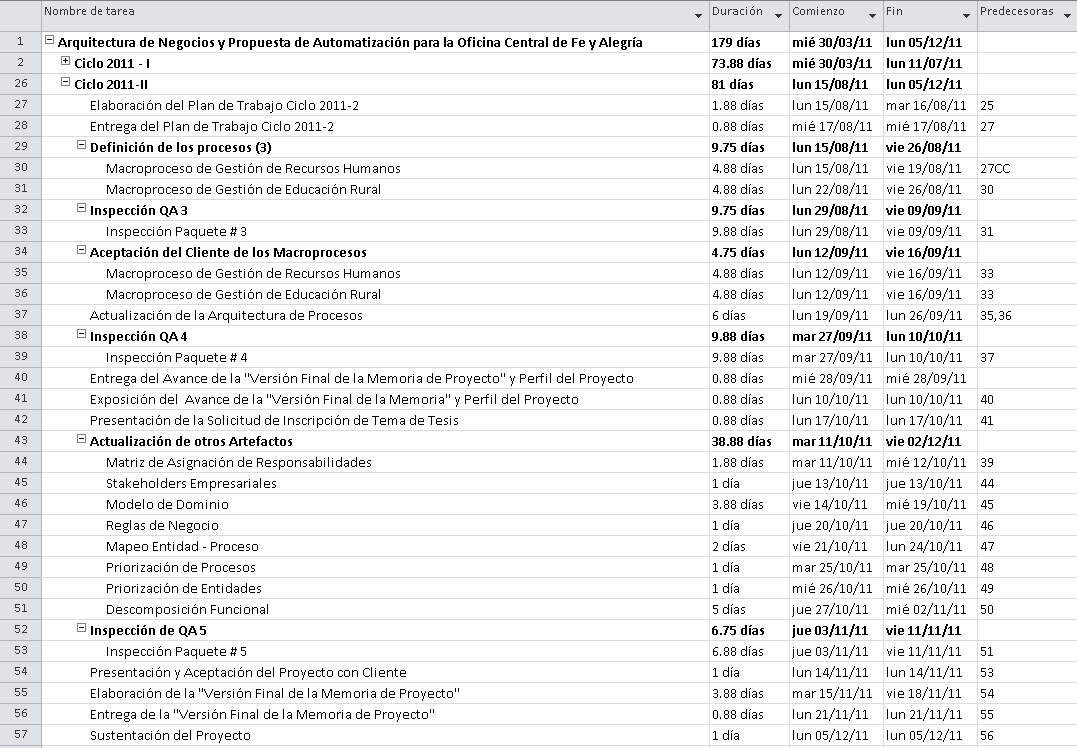 Nombre de tarea Duración Comienzo Fin Predecesoras
1 Arquitectura de Negocios y Propuesta de Automatización para la Oficina Central de Fe y Alegría 179 días mié 30/03/11 lun 05/12/11
2 Ciclo 2011 - I 73.88 días mié 30/03/11 lun 11/07/11
26 Ciclo 2011-II 81 días lun 15/08/11 lun 05/12/11
27 Elaboración del Plan de Trabajo Ciclo 2011-2 1.88 días lun 15/08/11 mar 16/08/11 25
28 Entrega del Plan de Trabajo Ciclo 2011-2 0.88 días mié 17/08/11 mié 17/08/11 27
29 Definición de los procesos (3) 9.75 días lun 15/08/11 vie 26/08/11
30 Macroproceso de Gestión de Recursos Humanos 4.88 días lun 15/08/11 vie 19/08/11 27CC
31 Macroproceso de Gestión de Educación Rural 4.88 días lun 22/08/11 vie 26/08/11 30
32 Inspección QA 3 9.75 días lun 29/08/11 vie 09/09/11
33 Inspección Paquete # 3 9.88 días lun 29/08/11 vie 09/09/11 31
34 Aceptación del Cliente de los Macroprocesos 4.75 días lun 12/09/11 vie 16/09/11
35 Macroproceso de Gestión de Recursos Humanos 4.88 días lun 12/09/11 vie 16/09/11 33
36 Macroproceso de Gestión de Educación Rural 4.88 días lun 12/09/11 vie 16/09/11 33
37 Actualización de la Arquitectura de Procesos 6 días lun 19/09/11 lun 26/09/11 35,36
38 Inspección QA 4 9.88 días mar 27/09/11 lun 10/10/11
39 Inspección Paquete # 4 9.88 días mar 27/09/11 lun 10/10/11 37
40 Entrega del Avance de la "Versión Final de la Memoria de Proyecto" y Perfil del Proyecto 0.88 días mié 28/09/11 mié 28/09/11
41 Exposición del Avance de la "Versión Final de la Memoria" y Perfil del Proyecto 0.88 días lun 10/10/11 lun 10/10/11 40
42 Presentación de la Solicitud de Inscripción de Tema de Tesis 0.88 días lun 17/10/11 lun 17/10/11 41
43 Actualización de otros Artefactos 38.88 días mar 11/10/11 vie 02/12/11
44 Matriz de Asignación de Responsabilidades 1.88 días mar 11/10/11 mié 12/10/11 39
45 Stakeholders Empresariales 1 día jue 13/10/11 jue 13/10/11 44
46 Modelo de Dominio 3.88 días vie 14/10/11 mié 19/10/11 45
47 Reglas de Negocio 1 día jue 20/10/11 jue 20/10/11 46
48 Mapeo Entidad - Proceso 2 días vie 21/10/11 lun 24/10/11 47
49 Priorización de Procesos 1 día mar 25/10/11 mar 25/10/11 48
50 Priorización de Entidades 1 día mié 26/10/11 mié 26/10/11 49
51 Descomposición Funcional 5 días jue 27/10/11 mié 02/11/11 50
52 Inspección de QA 5 6.75 días jue 03/11/11 vie 11/11/11
53 Inspección Paquete # 5 6.88 días jue 03/11/11 vie 11/11/11 51
54 Presentación y Aceptación del Proyecto con Cliente 1 día lun 14/11/11 lun 14/11/11 53
55 Elaboración de la "Versión Final de la Memoria de Proyecto" 3.88 días mar 15/11/11 vie 18/11/11 54
56 Entrega de la "Versión Final de la Memoria de Proyecto" 0.88 días lun 21/11/11 lun 21/11/11 55
57 Sustentación del Proyecto 1 día lun 05/12/11 lun 05/12/11 56